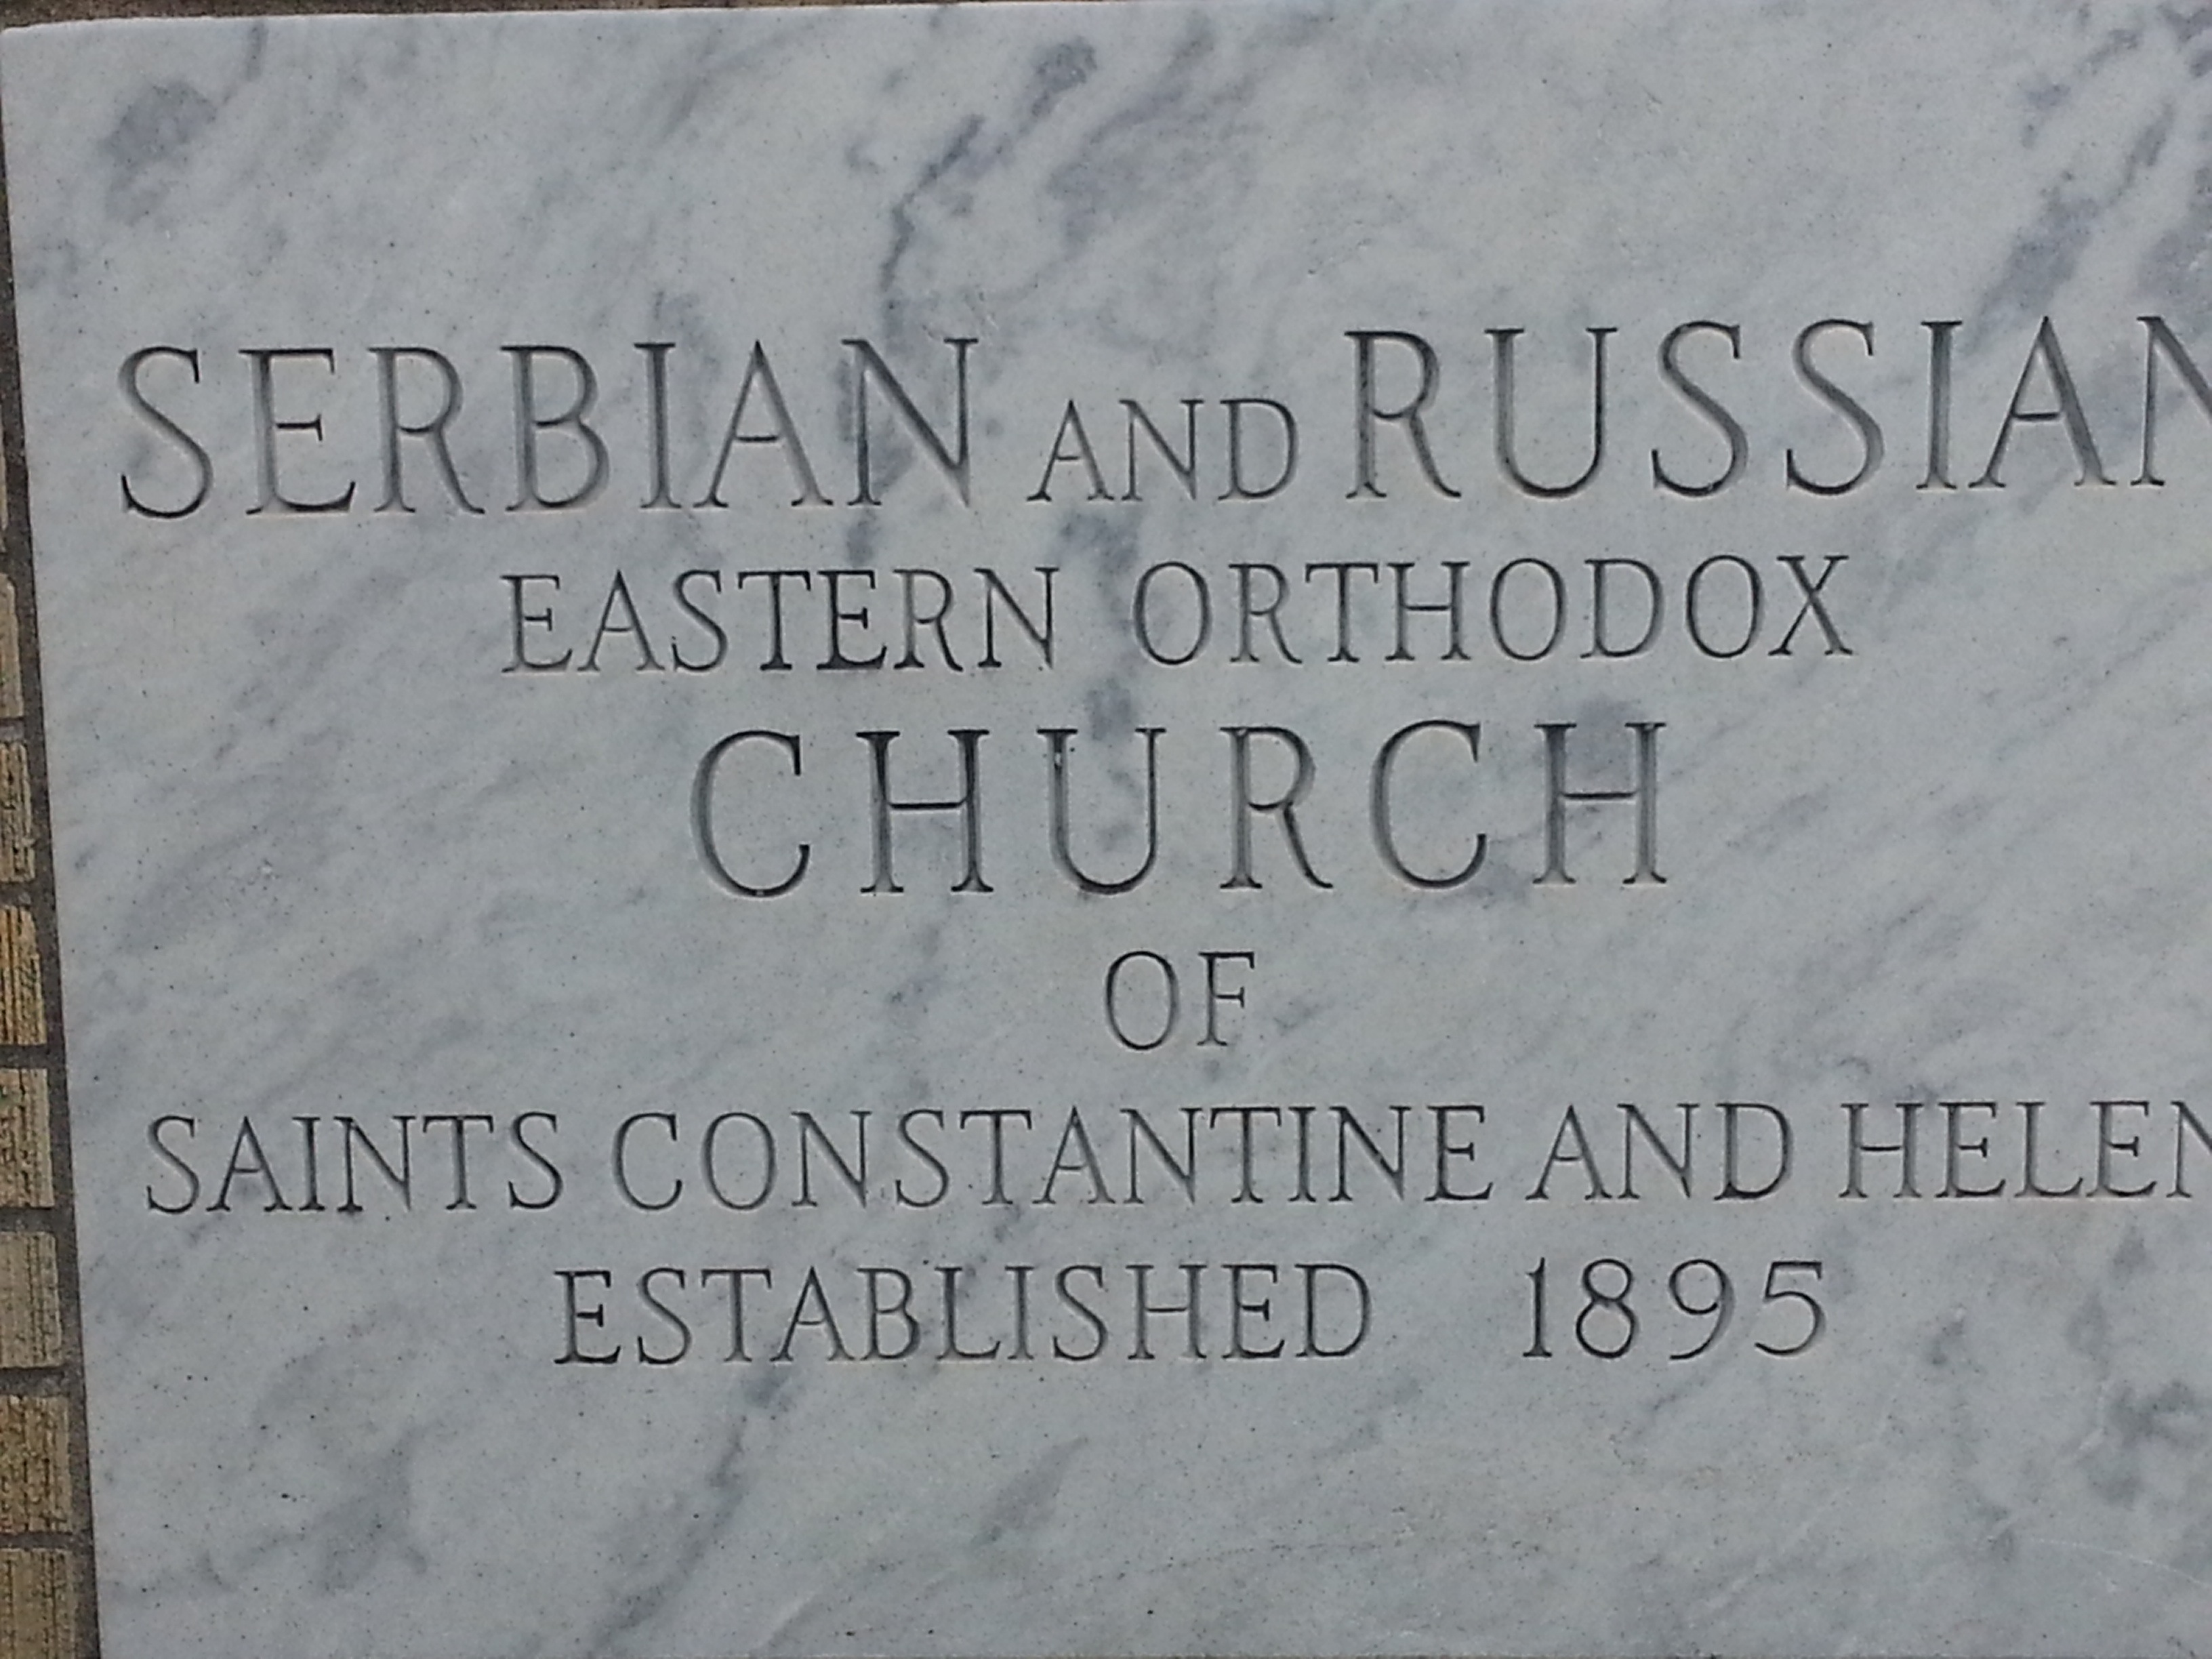 SERBIAN AND RUSSIAN
EASTERN ORTHODOX
CHURCH
OF
SAINTS CONSTANTINE AND HELEN
ESTABLISHED 1895